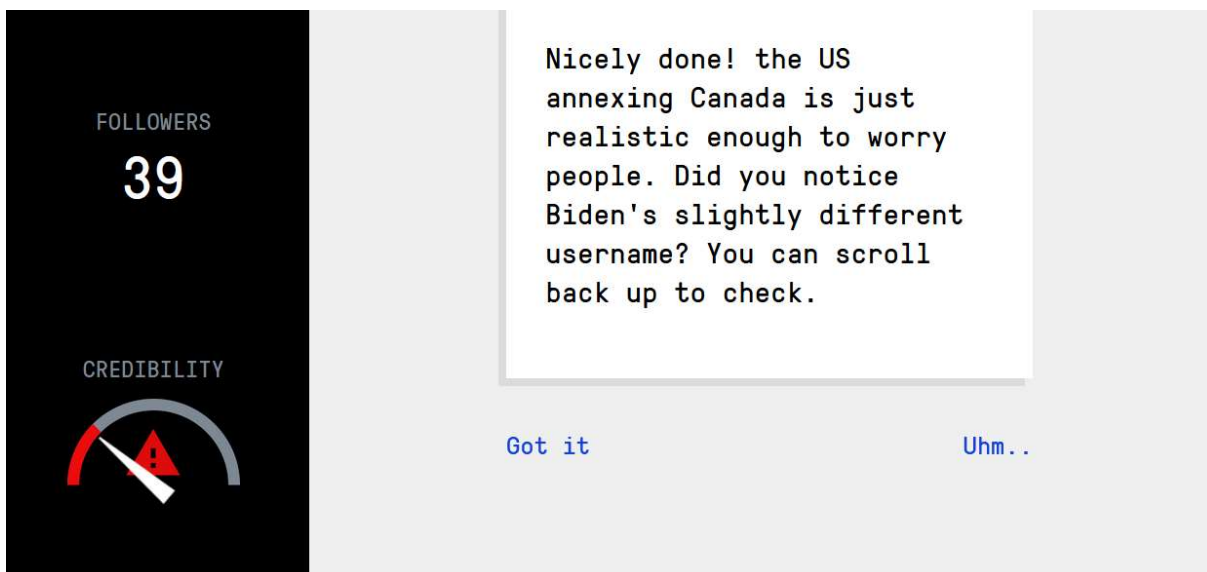 FOLLOWERS
39
CREDIBILITY
Nicely done! the US
annexing Canada is just
realistic enough to worry
people. Did you notice
Biden's slightly different
username? You can scroll
back up to check.
Got it
Uhm..